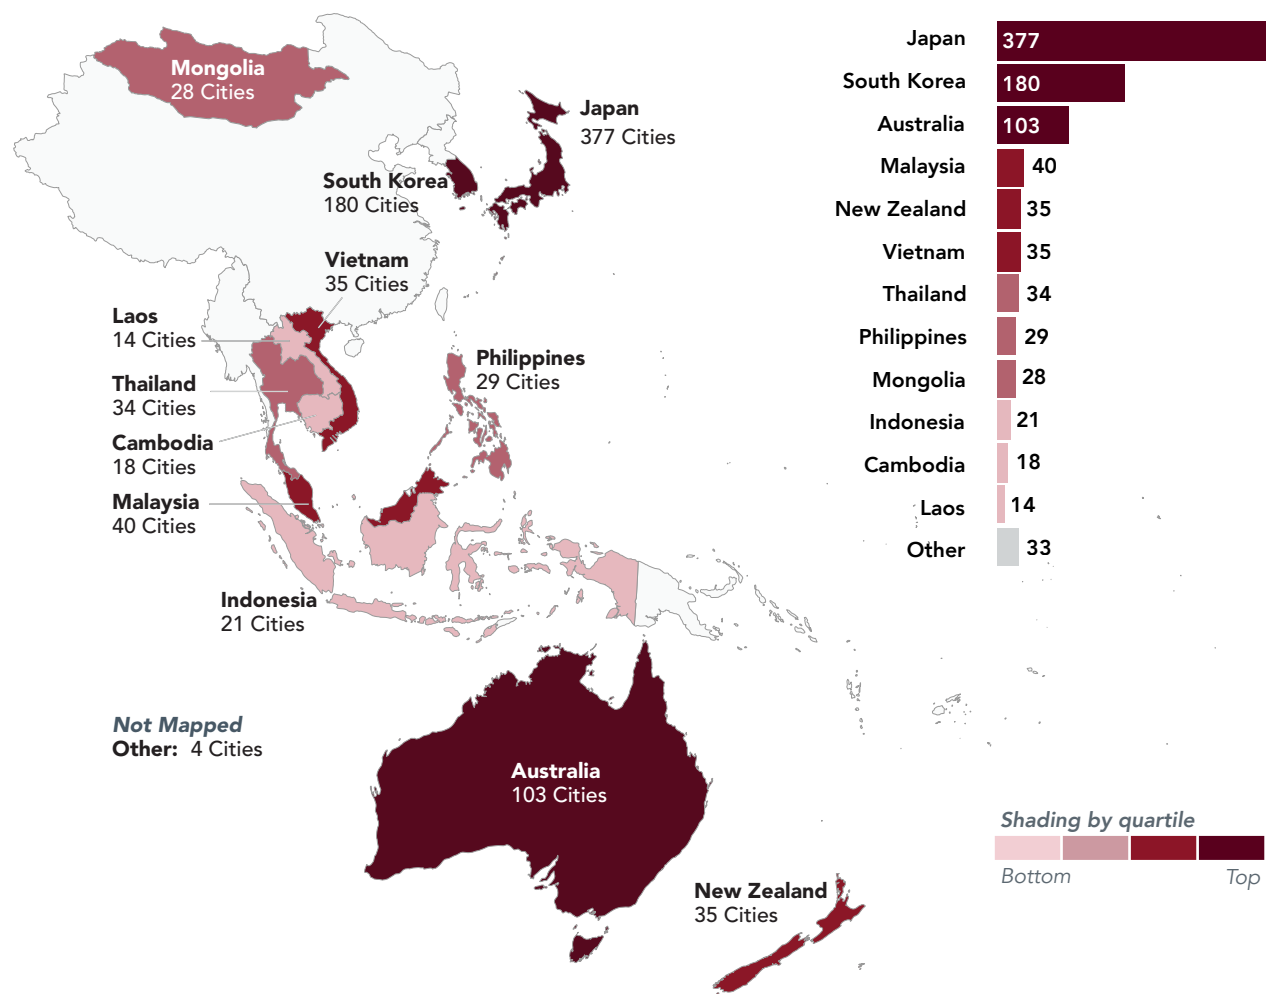 Mongolia
28 Cities
Japan
377 Cities
South Korea
180 Cities
Vietnam
35 Cities
Laos
14 Cities
Philippines
29 Cities
Thailand
34 Cities
Cambodia
18 Cities
Malaysia
40 Cities
Indonesia
21 Cities
Not Mapped
Other: 4 Cities
Australia
103 Cities
New Zealand
35 Cities
Japan 377
South Korea 180
Australia 103
Malaysia 40
New Zealand 35
Vietnam 35
Thailand 34
Philippines 29
Mongolia 28
Indonesia 21
Cambodia 18
Laos 14
Other 33
Shading by quartile
Bottom Top